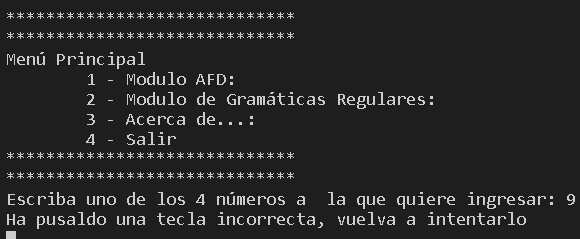 *****************************
*****************************
Menú Principal
        1 - Modulo AFD:
        2 - Modulo de Gramáticas Regulares:
        3 - Acerca de...:
        4 - Salir
*****************************
*****************************
Escriba uno de los 4 números a  la que quiere ingresar: 9
Ha pusaldo una tecla incorrecta, vuelva a intentarlo